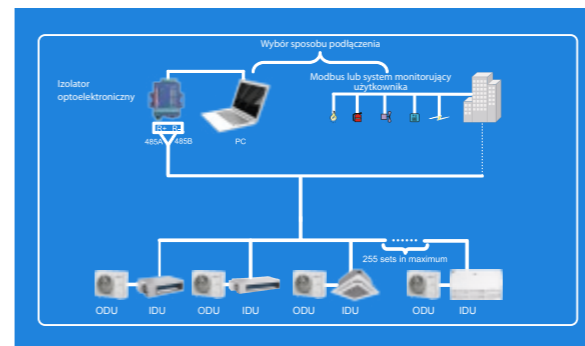 Wybór sposobu podłączenia
Izolator
optoelektroniczny
Modbus lub system monitorujący
użytkownika
R+ R-
485A 485B
PC
255 sets in maximum
ODU IDU ODU IDU ODU IDU ODU IDU